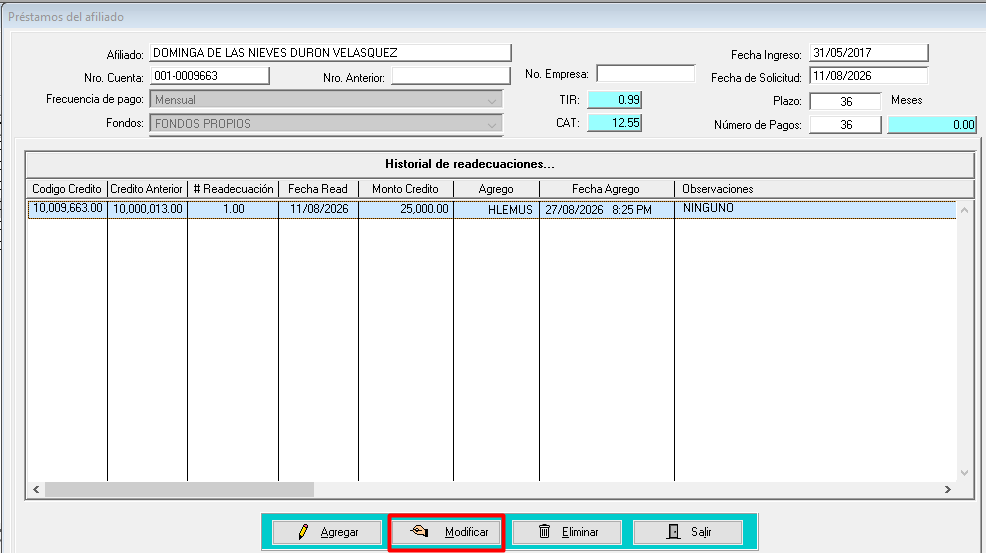 Préstamos del afiliado
Afiliado: DOMINGA DE LAS NIEVES DURON VELASQUEZ Fecha Ingreso: 31/05/2017
Nro. Cuenta: 001-0009663 Nro. Anterior: No. Empresa: Fecha de Solicitud: 11/08/2026
Frecuencia de pago: Mensual TIR: 0.99 Plazo: 36 Meses
Fondos: FONDOS PROPIOS CAT: 12.55 Número de Pagos: 36 0.00
Historial de readecuaciones...
Codigo Credito Credito Anterior # Readecuación Fecha Read Monto Credito Agrego Fecha Agrego Observaciones
10,009,663.00 10,000,013.00 1.00 11/08/2026 25,000.00 HLEMUS 27/08/2026 8:25 PM NINGUNO
Agregar Modificar Eliminar Salir